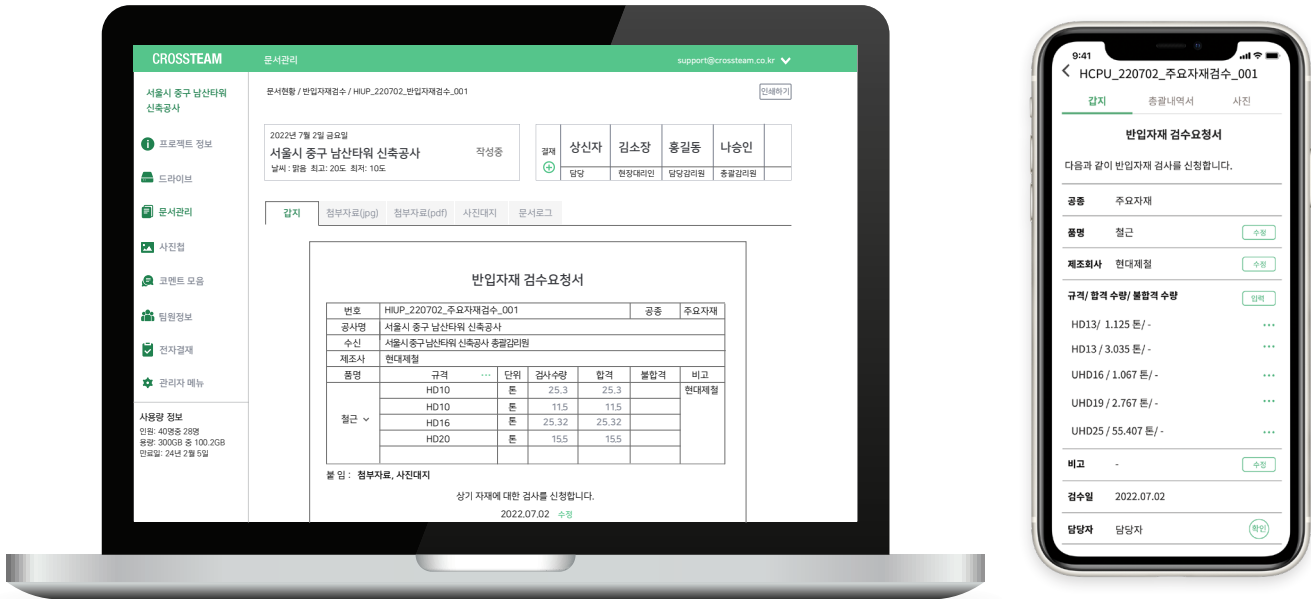 CROSSTEAM
문서관리
support@crossteam.co.kr
서울시 중구 남산타워
신축공사
프로젝트 정보
드라이브
문서관리
사진첩
코멘트 모음
팀원정보
전자결재
관리자 메뉴
사용량 정보
인원: 40명중 28명
용량: 300GB 중 100.2GB
만료일: 24년 2월 5일
문서현황 / 반입자재검수 / HIUP_220702_반입자재검수_001
인쇄하기
2022년 7월 2일 금요일
서울시 중구 남산타워 신축공사 작성중
날씨 : 맑음 최고: 20도 최저: 10도
결재 상신자 김소장 홍길동 나승인
담당 현장대리인 담당감리원 총괄감리원
갑지 첨부자료(jpg) 첨부자료(pdf) 사진대지 문서로그
반입자재 검수요청서
번호 HIUP_220702_주요자재검수_001 공종 주요자재
공사명 서울시 중구 남산타워 신축공사
수신 서울시 중구 남산타워 신축공사 총괄감리원
제조사 현대제철
품명 규격 ... 단위 검사수량 합격 불합격 비고
HD10 톤 25.3 25.3 현대제철
HD10 톤 11.5 11.5
철근
HD16 톤 25.32 25.32
HD20 톤 15.5 15.5
붙 임 : 첨부자료, 사진대지
상기 자재에 대한 검사를 신청합니다.
2022.07.02 수정
9:41
HCPU_220702_주요자재검수_001
갑지 총괄내역서 사진
반입자재 검수요청서
다음과 같이 반입자재 검사를 신청합니다.
공종 주요자재
품명 철근 수정
제조회사 현대제철 수정
규격/ 합격 수량/ 불합격 수량 입력
HD13/ 1.125 톤/ - ...
HD13 / 3.035 톤/ - ...
UHD16 / 1.067 톤/ - ...
UHD19 / 2.767 톤/ - ...
UHD25 / 55.407 톤/ - ...
비고 - 수정
검수일 2022.07.02
담당자 담당자 확인